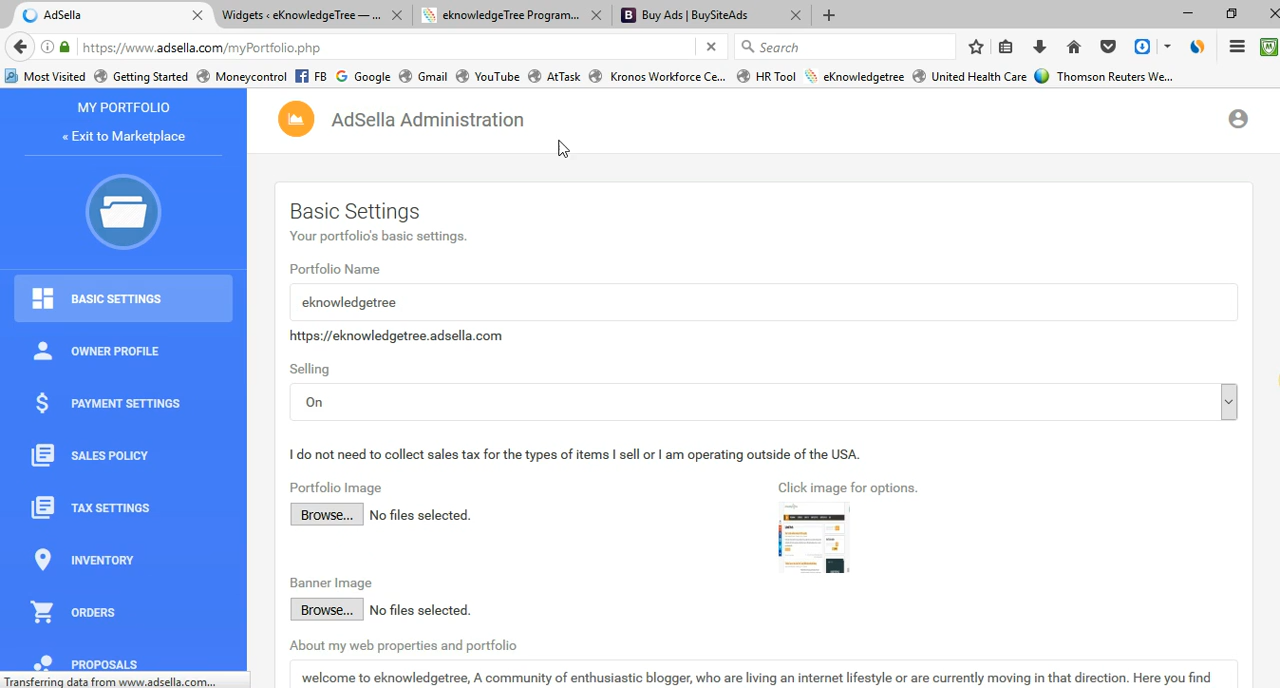 AdSella
Widgets ‹ eKnowledgeTree — ...
eknowledgeTree Program...
B Buy Ads | BuySiteAds
https://www.adsella.com/myPortfolio.php
Search
Most Visited Getting Started Moneycontrol FB Google Gmail YouTube AtTask Kronos Workforce Ce... HR Tool eKnowledgetree United Health Care Thomson Reuters We...
MY PORTFOLIO
« Exit to Marketplace
BASIC SETTINGS
OWNER PROFILE
PAYMENT SETTINGS
SALES POLICY
TAX SETTINGS
INVENTORY
ORDERS
PROPOSALS
Transferring data from www.adsella.com...
AdSella Administration
Basic Settings
Your portfolio's basic settings.
Portfolio Name
eknowledgetree
https://eknowledgetree.adsella.com
Selling
On
I do not need to collect sales tax for the types of items I sell or I am operating outside of the USA.
Portfolio Image
Browse... No files selected.
Click image for options.
Banner Image
Browse... No files selected.
About my web properties and portfolio
welcome to eknowledgetree, A community of enthusiastic blogger, who are living an internet lifestyle or are currently moving in that direction. Here you find